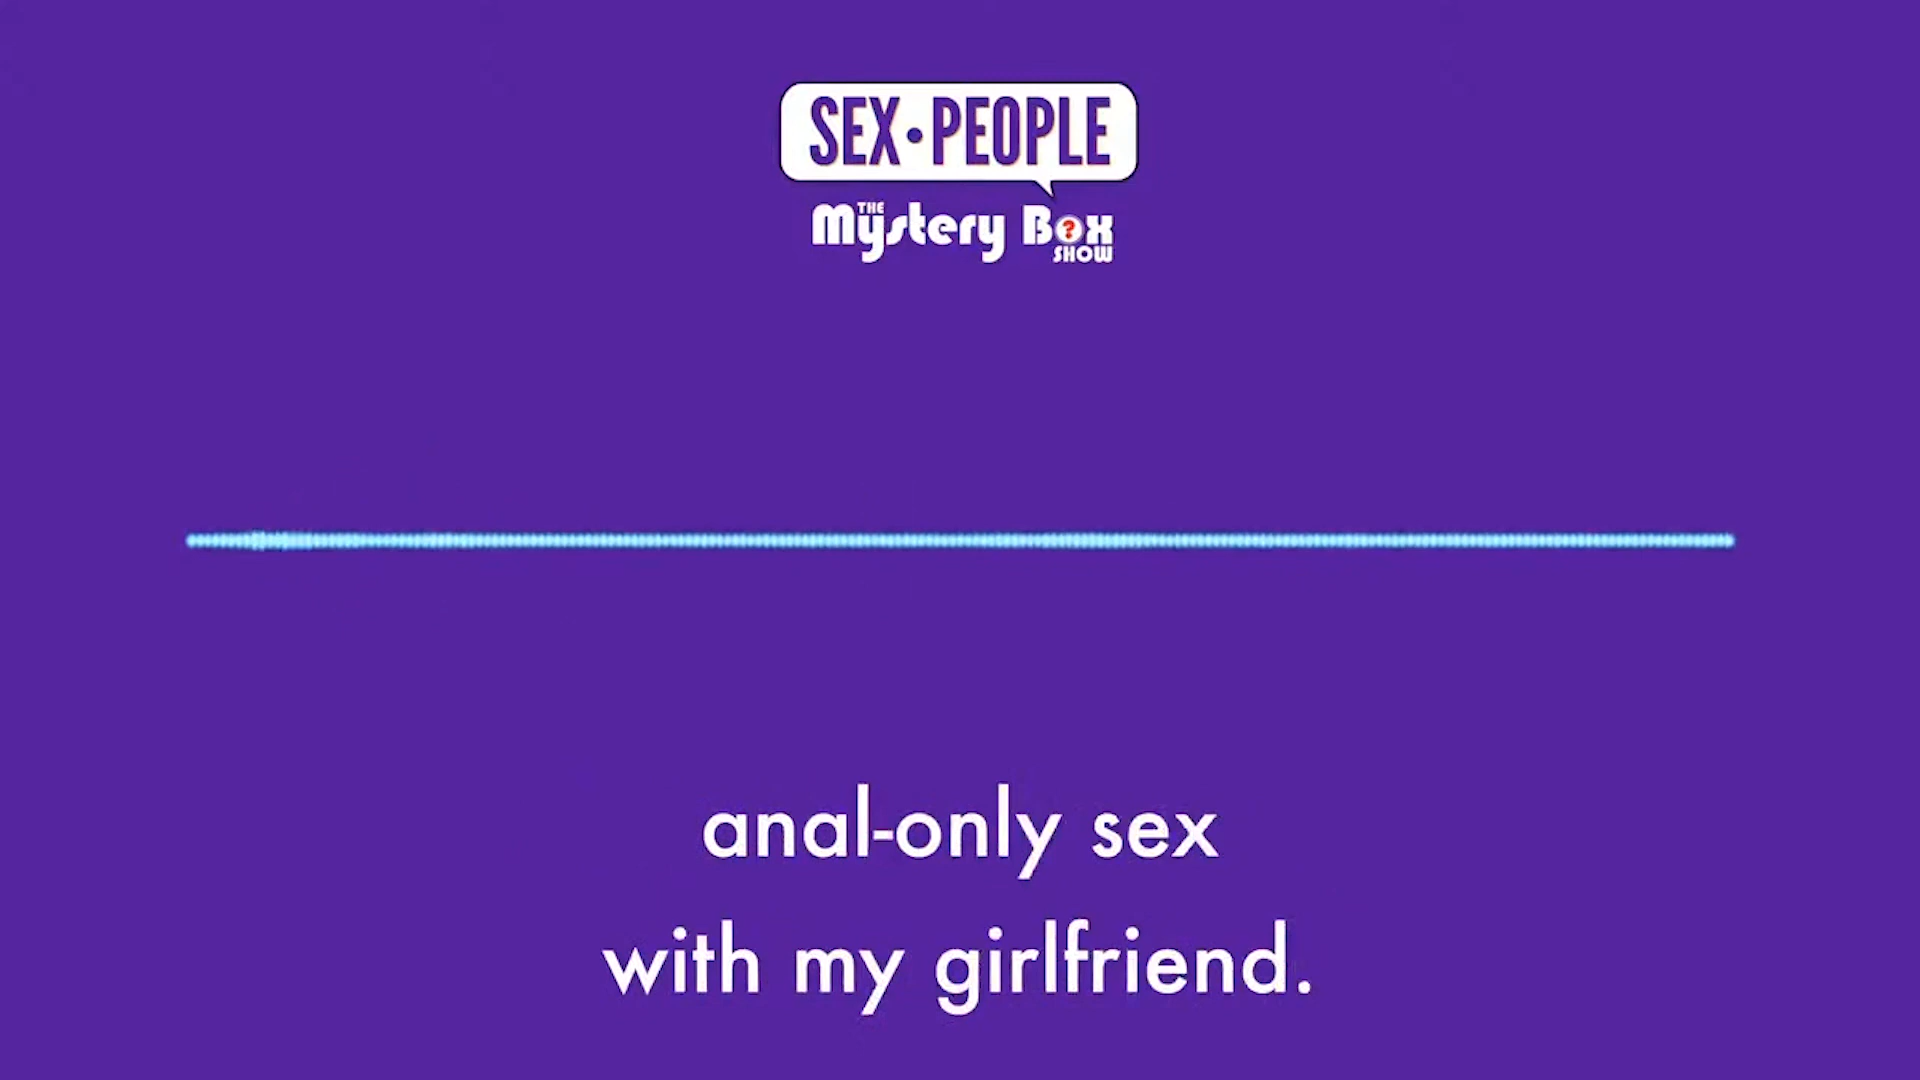 SEX•PEOPLE
THE Mystery Box
SHOW
anal-only sex
with my girlfriend.